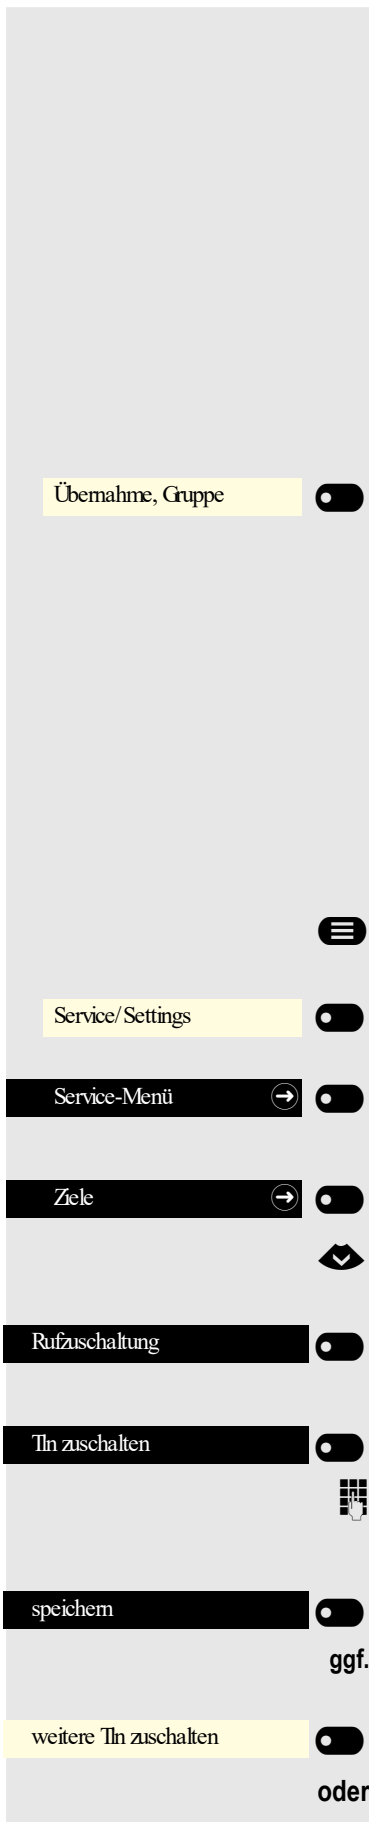 Übernahme, Gruppe
Service/Settings
Service-Menü
Ziele
Rufzuschaltung
Tln zuschalten
speichern
ggf.
weitere Tln zuschalten
oder